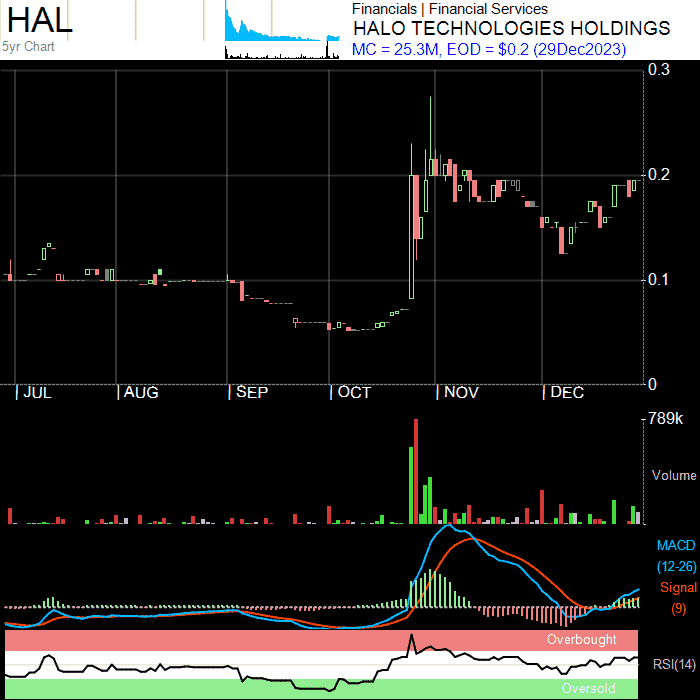 HAL
5yr Chart
Financials | Financial Services
HALO TECHNOLOGIES HOLDINGS
MC = 25.3M, EOD = $0.2 (29Dec2023)
0.3
0.2
0.1
0
| JUL | AUG | SEP | OCT | NOV | DEC
789k
Volume
MACD
(12-26)
Signal
(9)
Overbought
RSI(14)
Oversold